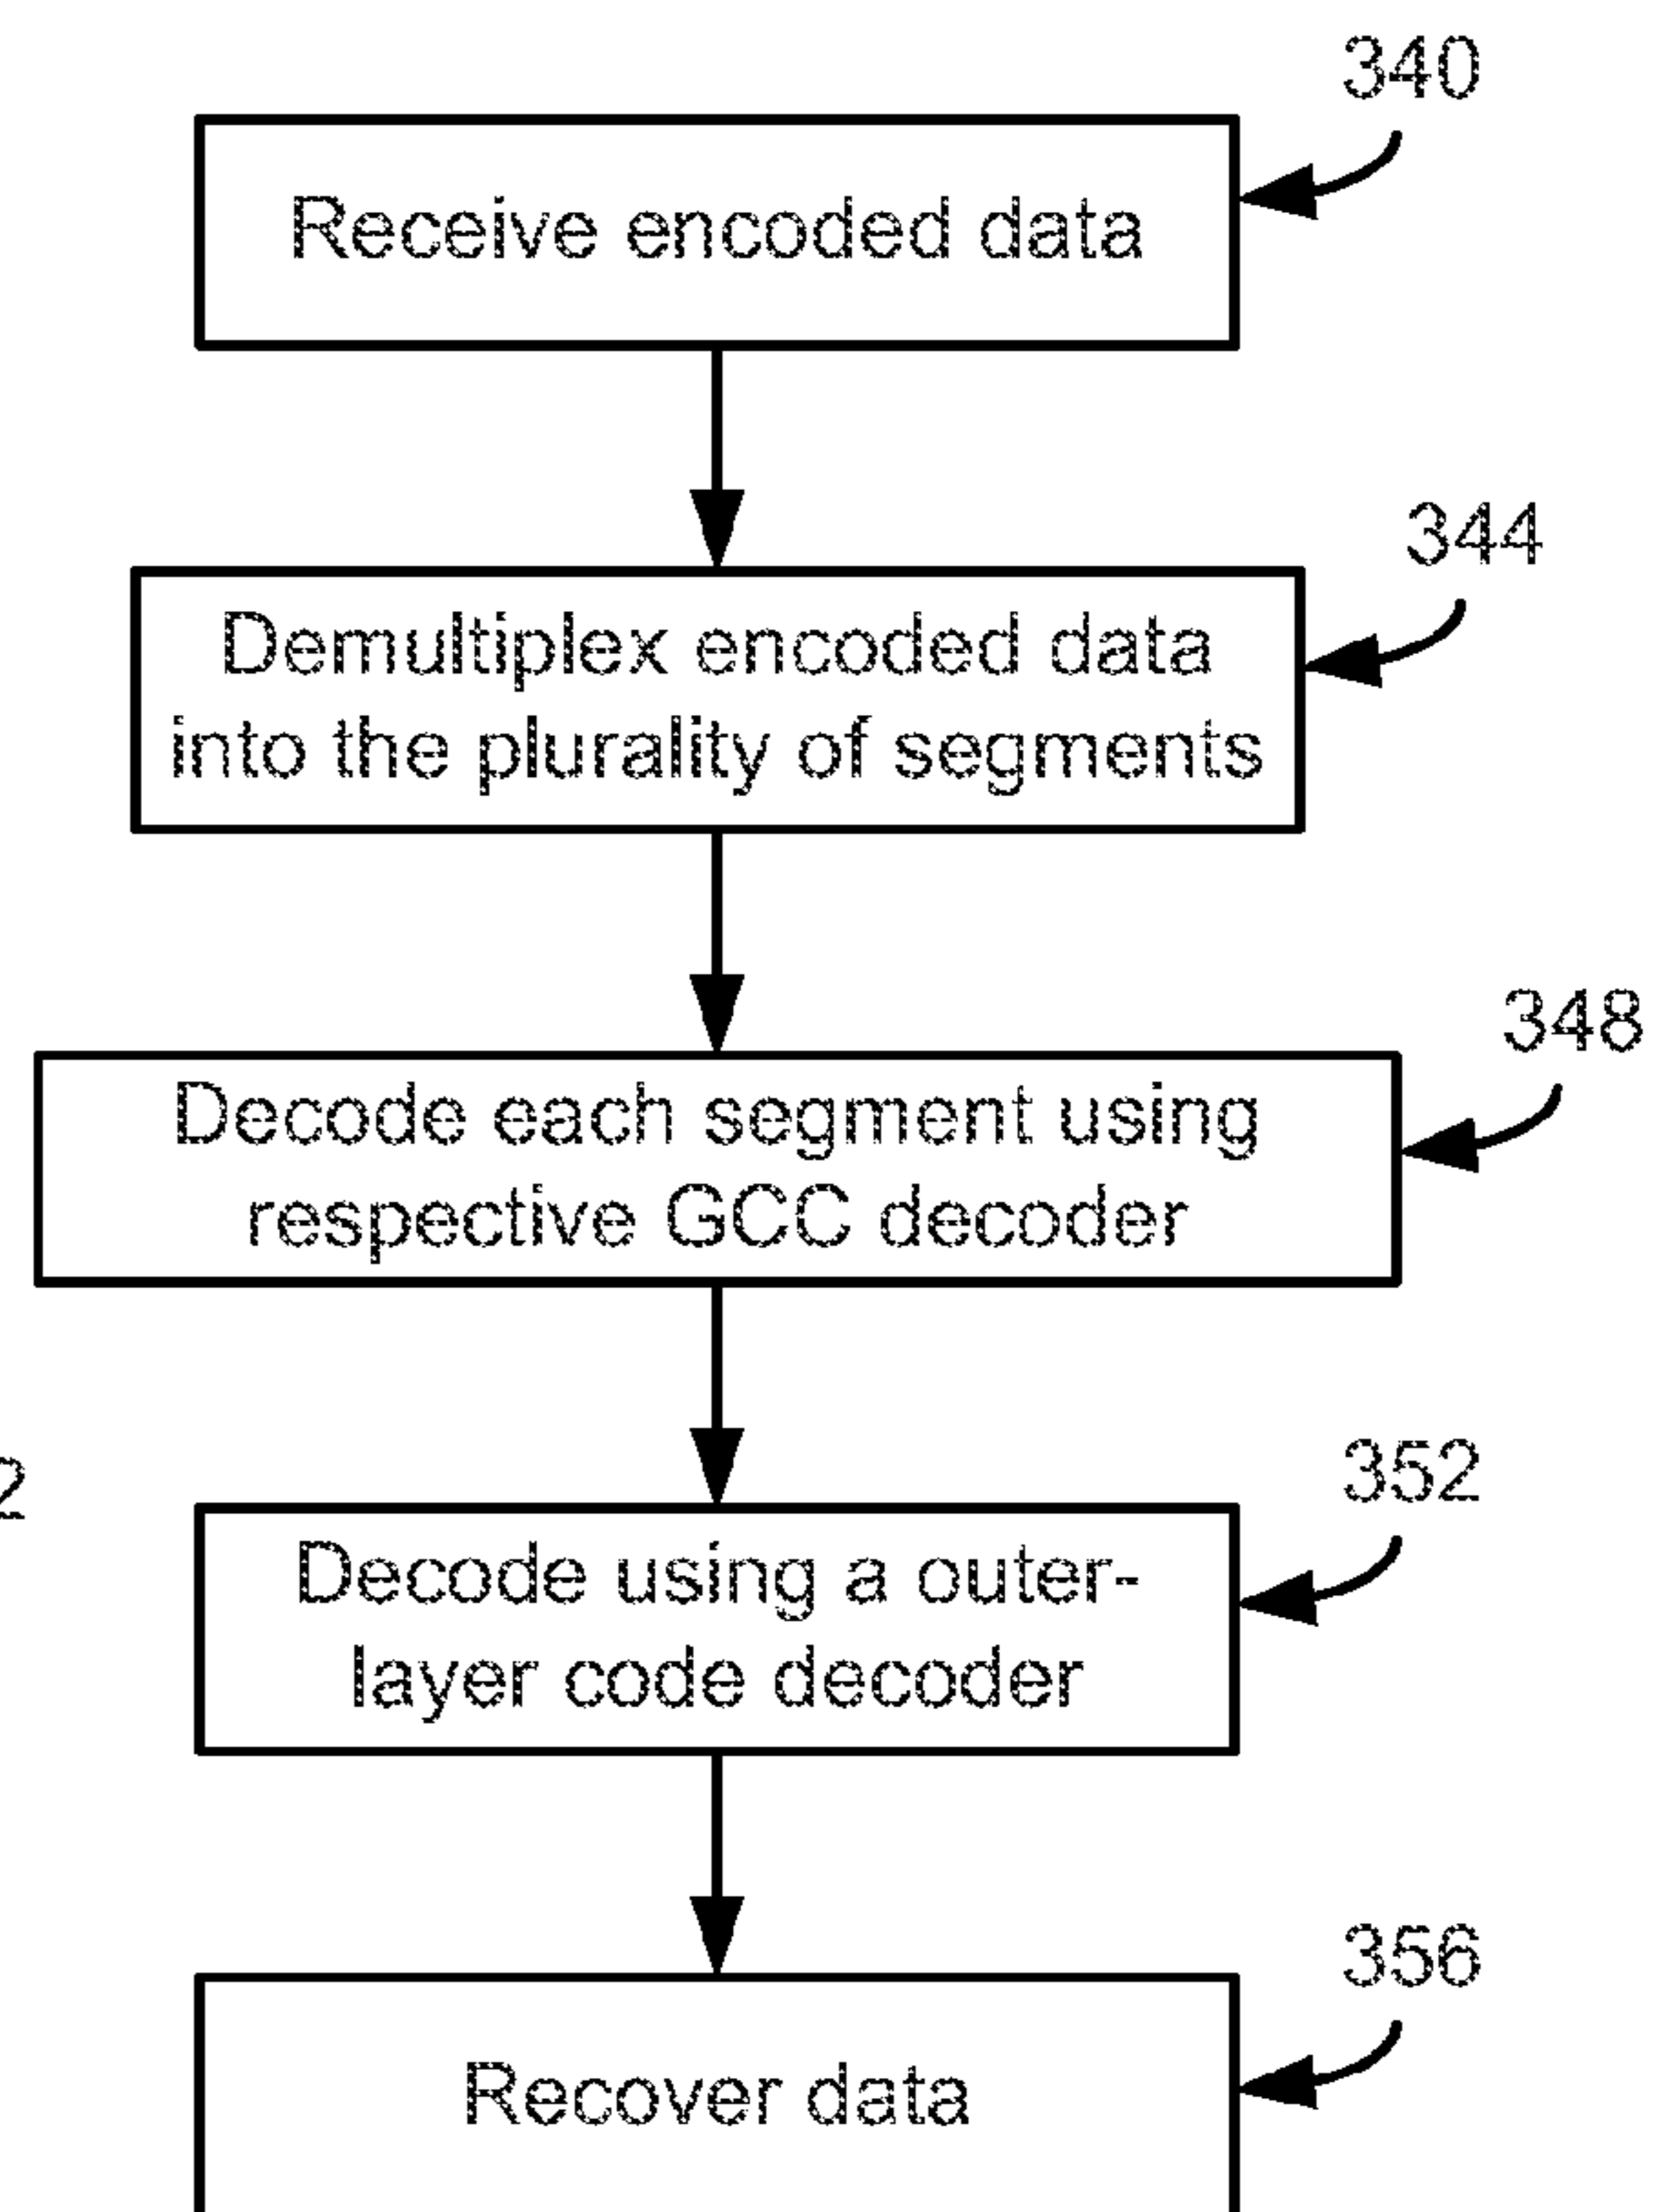 340
Receive encoded data
344
Demultiplex encoded data
into the plurality of segments
348
Decode each segment using
respective GCC decoder
2
352
Decode using a outer-
layer code decoder
356
Recover data